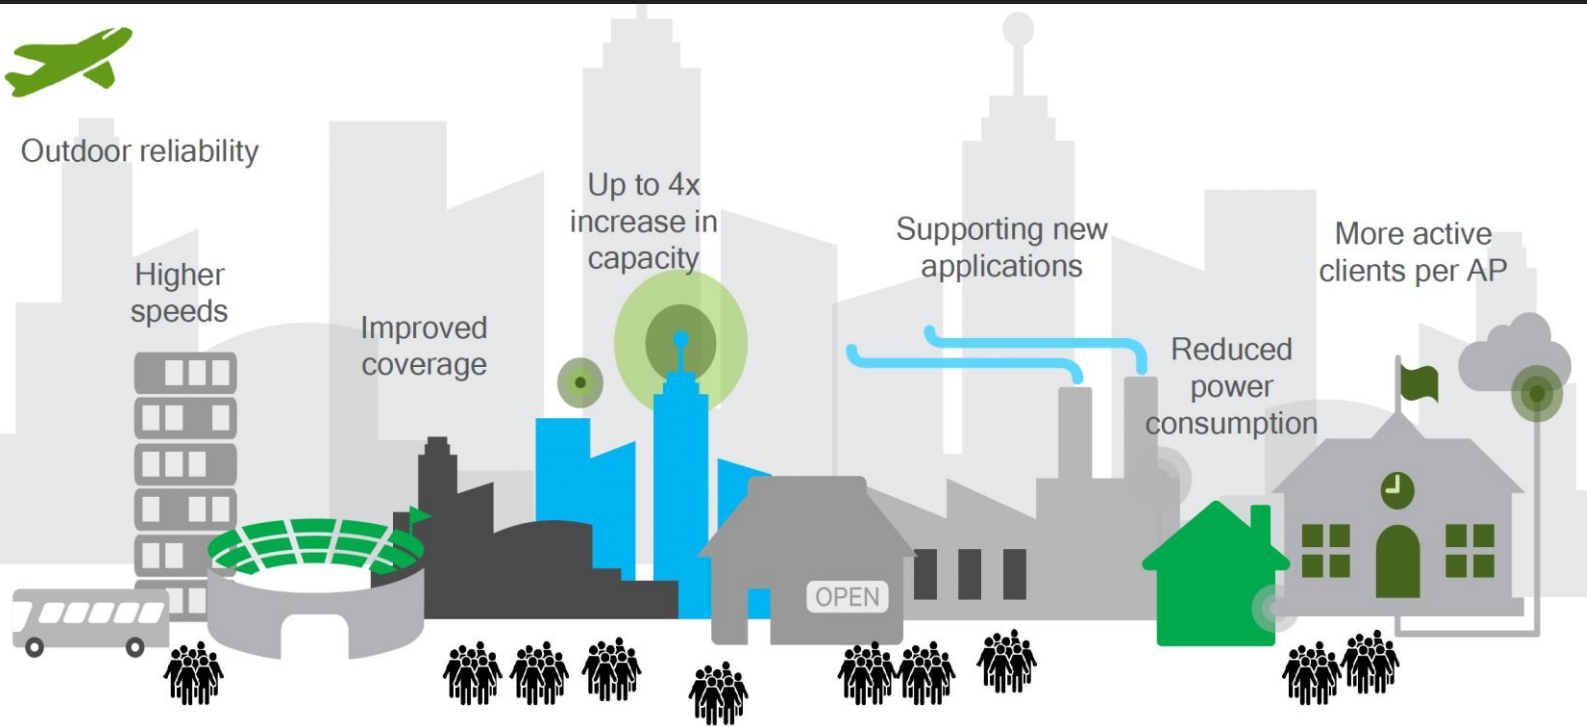 Outdoor reliability
Higher
speeds
Improved
coverage
Up to 4x
increase in
capacity
Supporting new
applications
Reduced
power
consumption
More active
clients per AP
OPEN